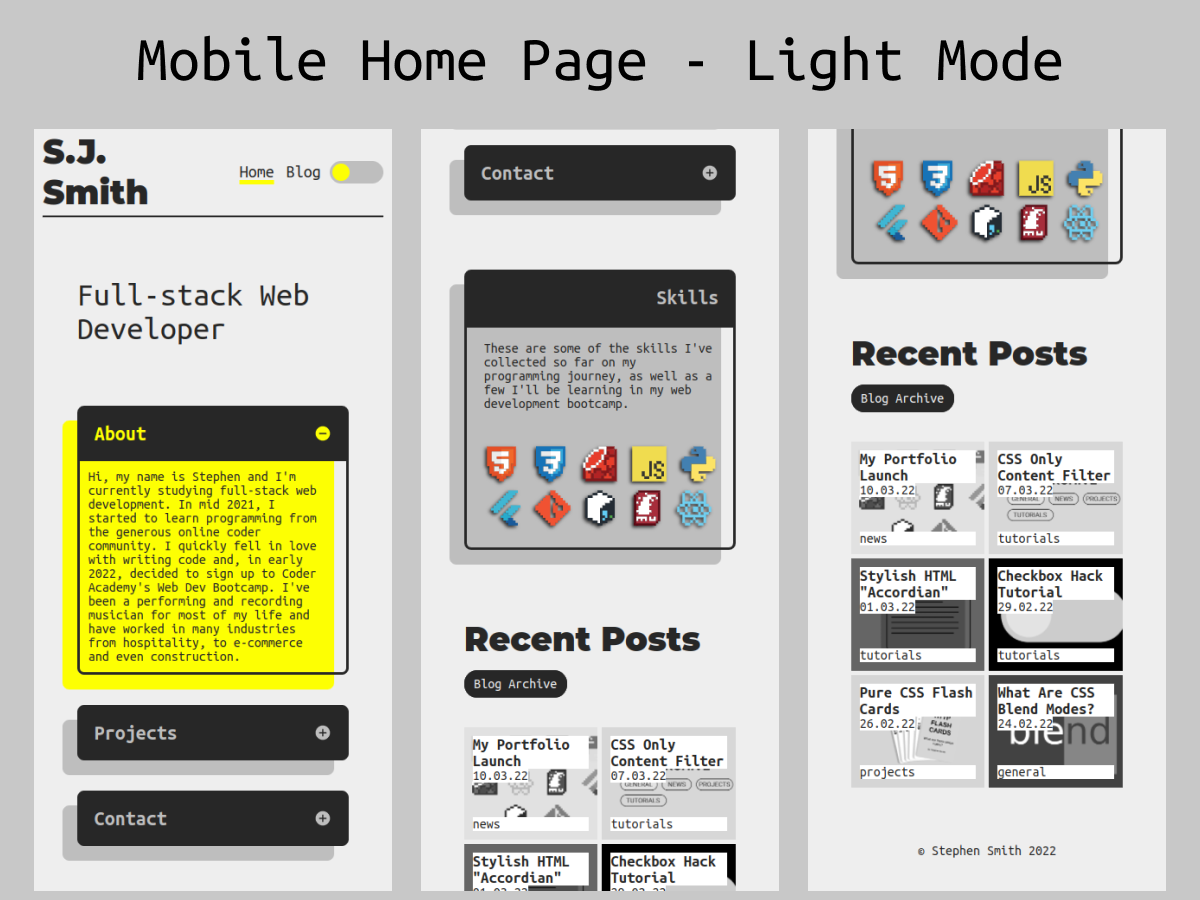 Mobile Home Page - Light Mode
S.J.
Smith
Home Blog
Full-stack Web
Developer
About
Hi, my name is Stephen and I'm
currently studying full-stack web
development. In mid 2021, I
started to learn programming from
the generous online coder
community. I quickly fell in love
with writing code and, in early
2022, decided to sign up to Coder
Academy's Web Dev Bootcamp. I've
been a performing and recording
musician for most of my life and
have worked in many industries
from hospitality, to e-commerce
and even construction.
Projects
Contact
Contact
Skills
These are some of the skills I've
collected so far on my
programming journey, as well as a
few I'll be learning in my web
development bootcamp.
5
3
JS
Recent Posts
Blog Archive
My Portfolio
Launch
10.03.22
news
CSS Only
Content Filter
07.03.22
GENERAL NEWS PROJECTS
TUTORIALS
tutorials
Stylish HTML
"Accordian"
Checkbox Hack
Tutorial
5
3
JS
Recent Posts
Blog Archive
My Portfolio
Launch
10.03.22
news
CSS Only
Content Filter
07.03.22
GENERAL NEWS PROJECTS
TUTORIALS
tutorials
Stylish HTML
"Accordian"
01.03.22
tutorials
Checkbox Hack
Tutorial
29.02.22
tutorials
Pure CSS Flash
Cards
26.02.22
FLASH
CARDS
projects
What Are CSS
Blend Modes?
24.02.22
blend
general
© Stephen Smith 2022